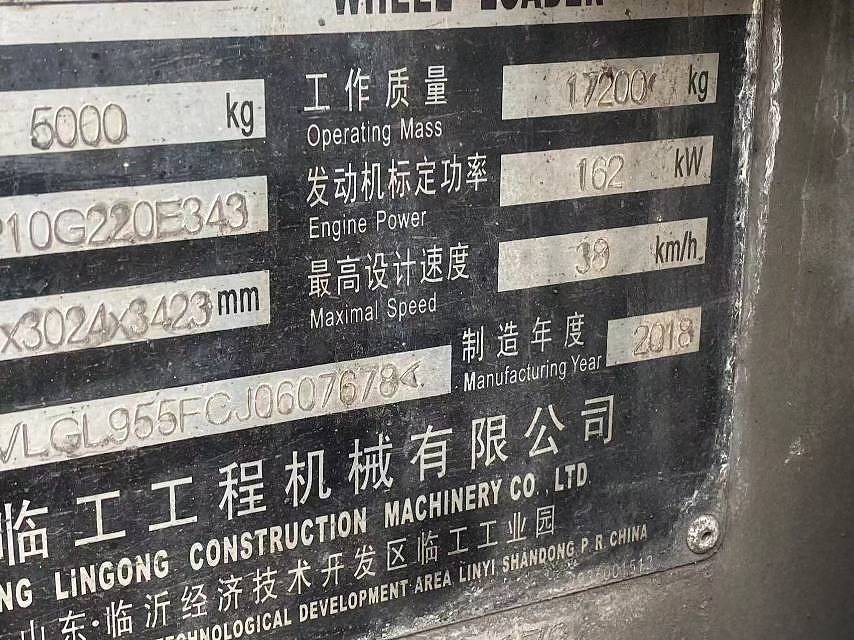 WHEEL LOADER
工作质量 17200 kg
5000 kg Operating Mass
发动机标定功率 162 kW
P10G220E343 Engine Power
最高设计速度 38 km/h
x3024x3423 mm Maximal Speed
制造年度 2018
VLGL955FCJ0607678< Manufacturing Year
临工工程机械有限公司
NG LINGONG CONSTRUCTION MACHINERY CO.,LTD.
山东·临沂经济技术开发区临工工业园
TECHNOLOGICAL DEVELOPMENT AREA LINYI SHANDONG P. R. CHINA